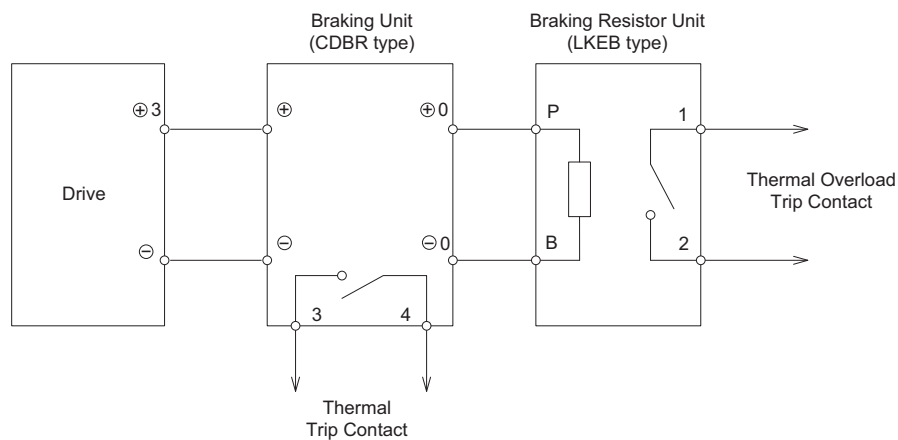 Braking Unit
(CDBR type)
Braking Resistor Unit
(LKEB type)
⊕3
⊕
⊕0
P
1
Drive
Thermal Overload
Trip Contact
⊖
⊖
⊖0
B
2
3
4
Thermal
Trip Contact